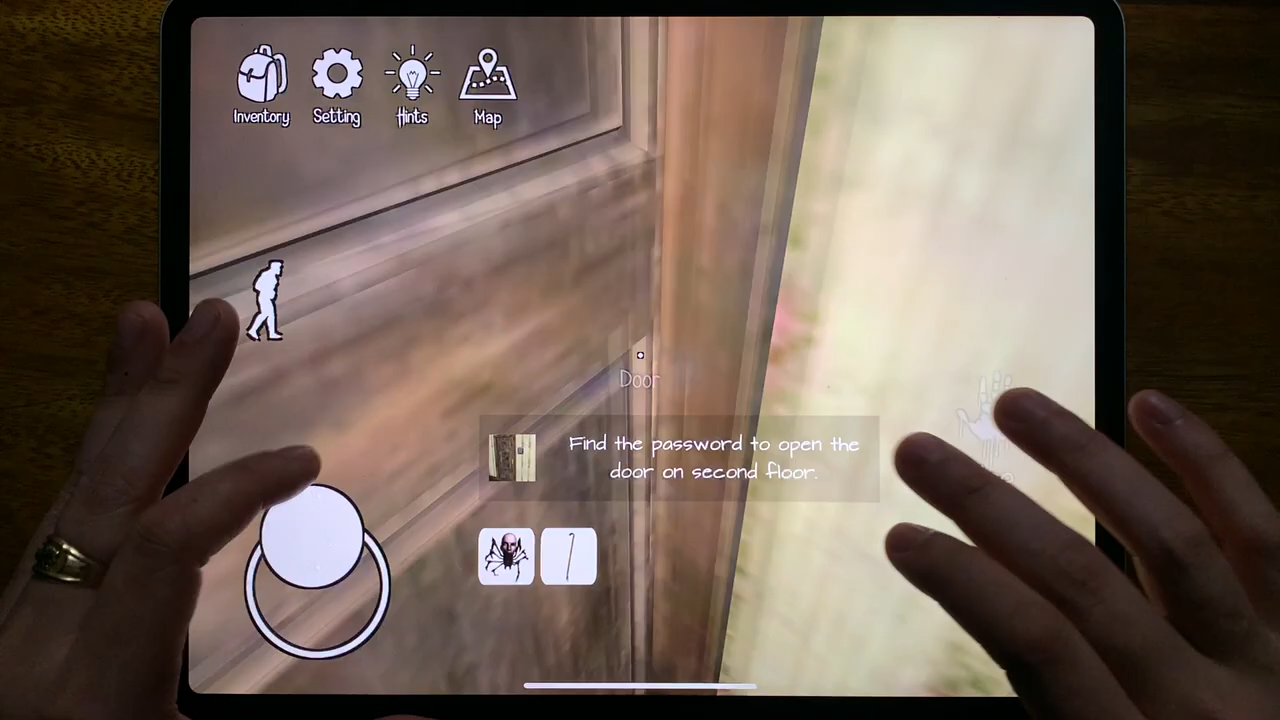 Inventory
Setting
Hints
Map
Door
Find the password to open the
door on second floor.